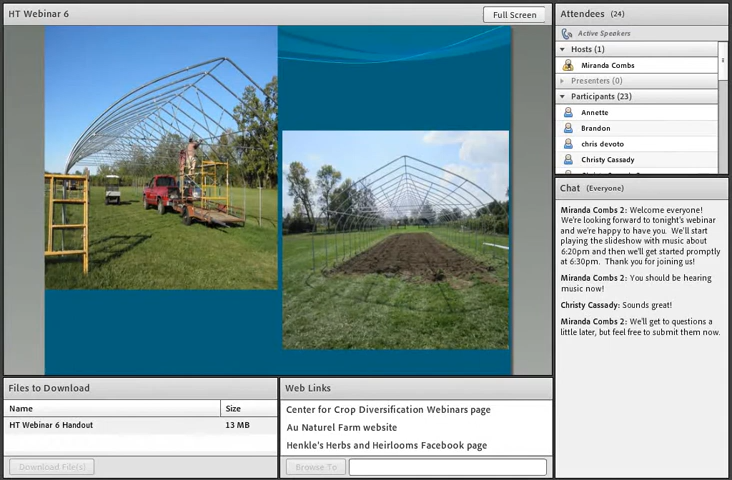 HT Webinar 6
Full Screen
Attendees (24)
Active Speakers
Hosts (1)
Miranda Combs
Presenters (0)
Participants (23)
Annette
Brandon
chris devoto
Christy Cassady
Chat (Everyone)
Miranda Combs 2: Welcome everyone!
We're looking forward to tonight's webinar
and we're happy to have you. We'll start
playing the slideshow with music about
6:20pm and then we'll get started promptly
at 6:30pm. Thank you for joining us!
Miranda Combs 2: You should be hearing
music now!
Christy Cassady: Sounds great!
Miranda Combs 2: We'll get to questions a
little later, but feel free to submit them now.
Files to Download
Name Size
HT Webinar 6 Handout 13 MB
Download File(s)
Web Links
Center for Crop Diversification Webinars page
Au Naturel Farm website
Henkle's Herbs and Heirlooms Facebook page
Browse To